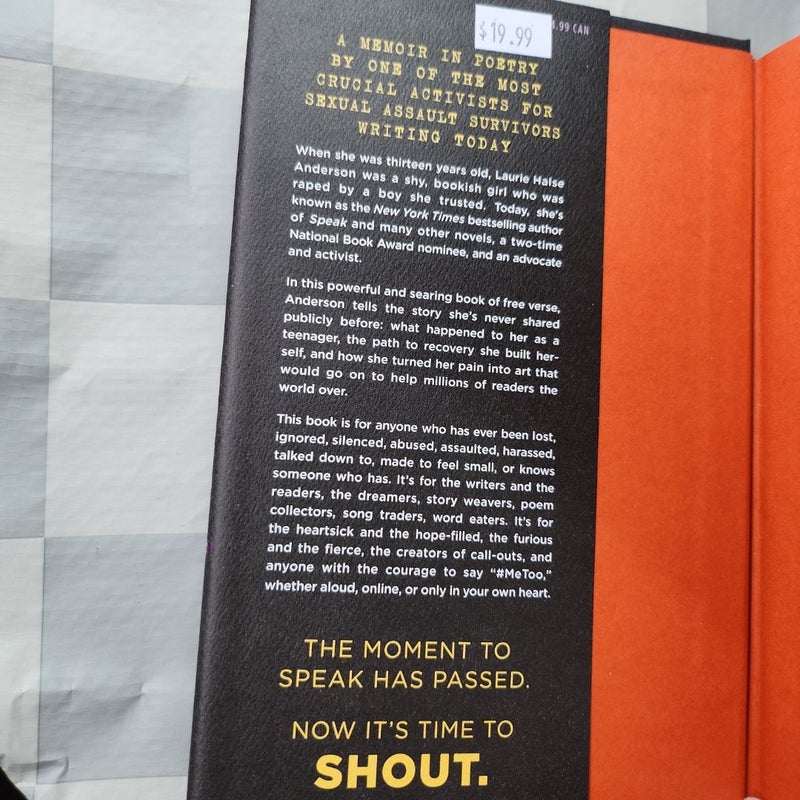 $19.99
.99 CAN
A MEMOIR IN POETRY
BY ONE OF THE MOST
CRUCIAL ACTIVISTS FOR
SEXUAL ASSAULT SURVIVORS
WRITING TODAY
When she was thirteen years old, Laurie Halse
Anderson was a shy, bookish girl who was
raped by a boy she trusted. Today, she's
known as the New York Times bestselling author
of Speak and many other novels, a two-time
National Book Award nominee, and an advocate
and activist.
In this powerful and searing book of free verse,
Anderson tells the story she's never shared
publicly before: what happened to her as a
teenager, the path to recovery she built her-
self, and how she turned her pain into art that
would go on to help millions of readers the
world over.
This book is for anyone who has ever been lost,
ignored, silenced, abused, assaulted, harassed,
talked down to, made to feel small, or knows
someone who has. It's for the writers and the
readers, the dreamers, story weavers, poem
collectors, song traders, word eaters. It's for
the heartsick and the hope-filled, the furious
and the fierce, the creators of call-outs, and
anyone with the courage to say "#MeToo,"
whether aloud, online, or only in your own heart.
THE MOMENT TO
SPEAK HAS PASSED.
NOW IT'S TIME TO
SHOUT.